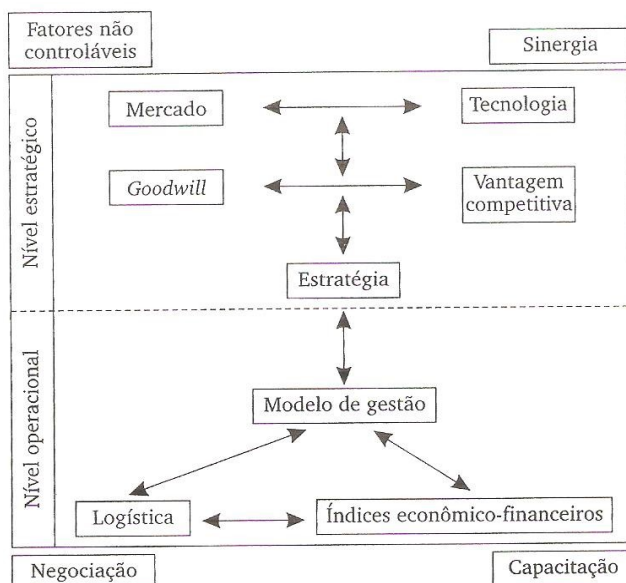 Fatores não
controláveis
Sinergia
Nível estratégico
Mercado
Tecnologia
Goodwill
Vantagem
competitiva
Estratégia
Nível operacional
Modelo de gestão
Logística
Índices econômico-financeiros
Negociação
Capacitação